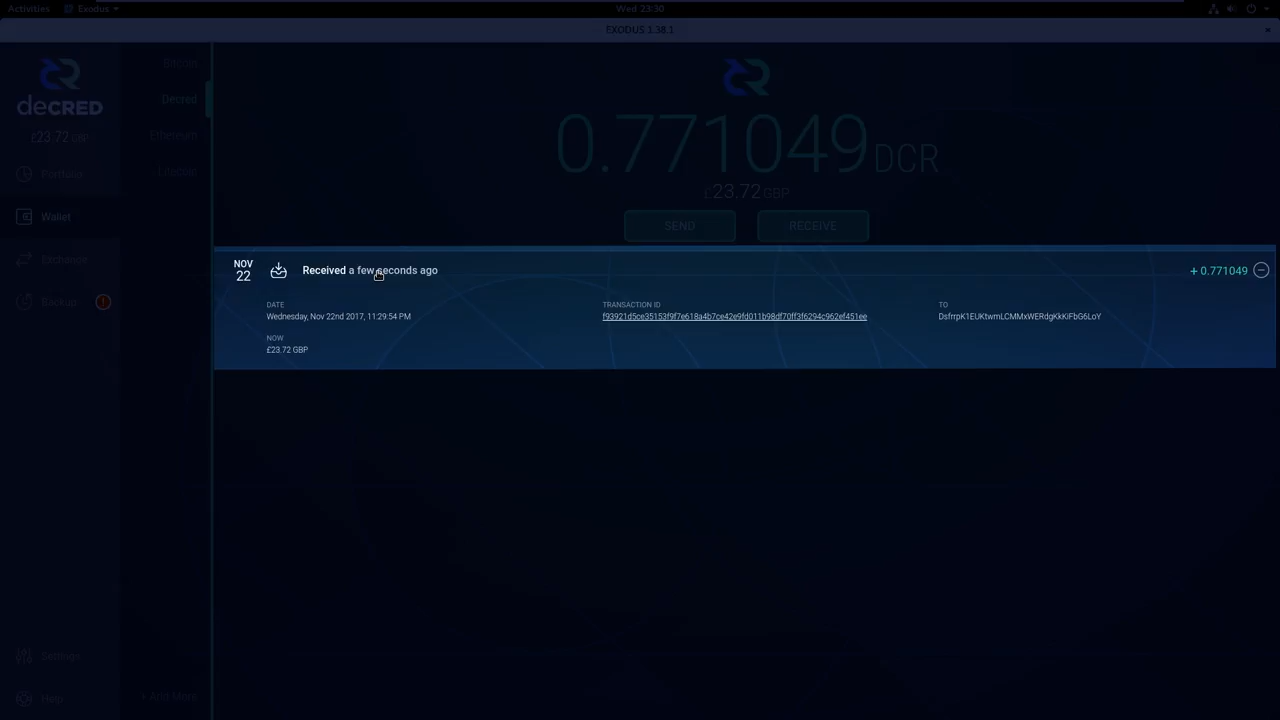 Activities
Exodus
Wed 23:30
EXODUS 1.38.1
decRED
£23.72 GBP
Portfolio
Wallet
Exchange
Backup
Settings
Help
Bitcoin
Decred
Ethereum
Litecoin
+ Add More
0.771049 DCR
£23.72 GBP
SEND
RECEIVE
NOV
22
Received a few seconds ago
+ 0.771049
DATE
Wednesday, Nov 22nd 2017, 11:29:54 PM
TRANSACTION ID
f93921d5ce35153f9f7e618a4b7ce42e9fd011b98df70ff3f6294c962ef451ee
TO
DsfrrpK1EUKtwmLCMMxWERdgKkKiFbG6LoY
NOW
£23.72 GBP